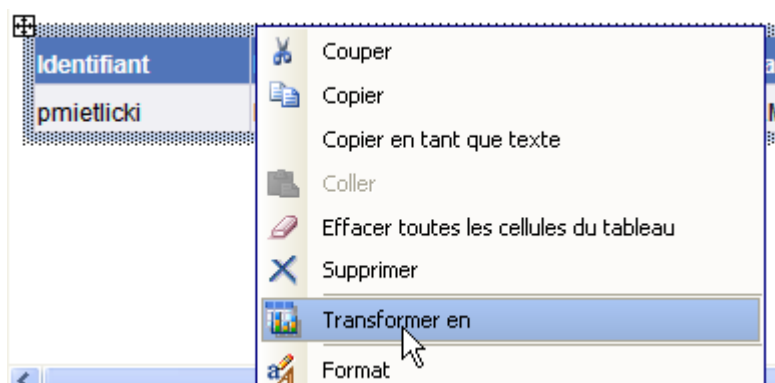 Identifiant
pmietlicki
Couper
Copier
Copier en tant que texte
Coller
Effacer toutes les cellules du tableau
Supprimer
Transformer en
Format